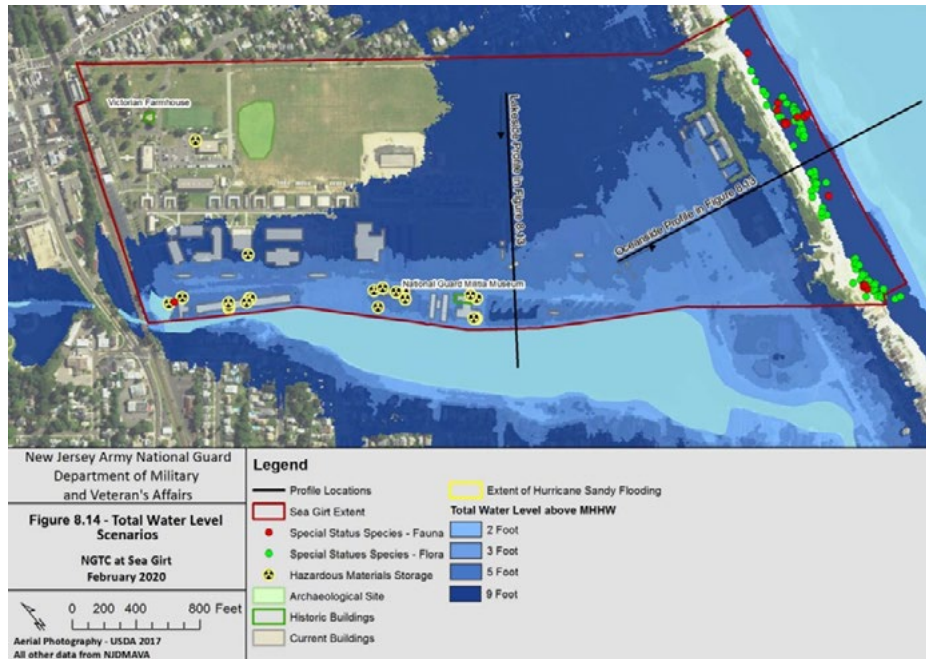 Victorian Farmhouse
Lakeside Profile in Figure 8-13
Oceanside Profile in Figure 8-13
National Guard Militia Museum
New Jersey Army National Guard
Department of Military
and Veteran's Affairs
Figure 8.14 - Total Water Level
Scenarios
NGTC at Sea Girt
February 2020
0 200 400 800 Feet
Aerial Photography - USDA 2017
All other data from NJDMAVA
Legend
Profile Locations
Sea Girt Extent
Special Status Species - Fauna
Special Statues Species - Flora
Hazardous Materials Storage
Archaeological Site
Historic Buildings
Current Buildings
Extent of Hurricane Sandy Flooding
Total Water Level above MHHW
2 Foot
3 Foot
5 Foot
9 Foot